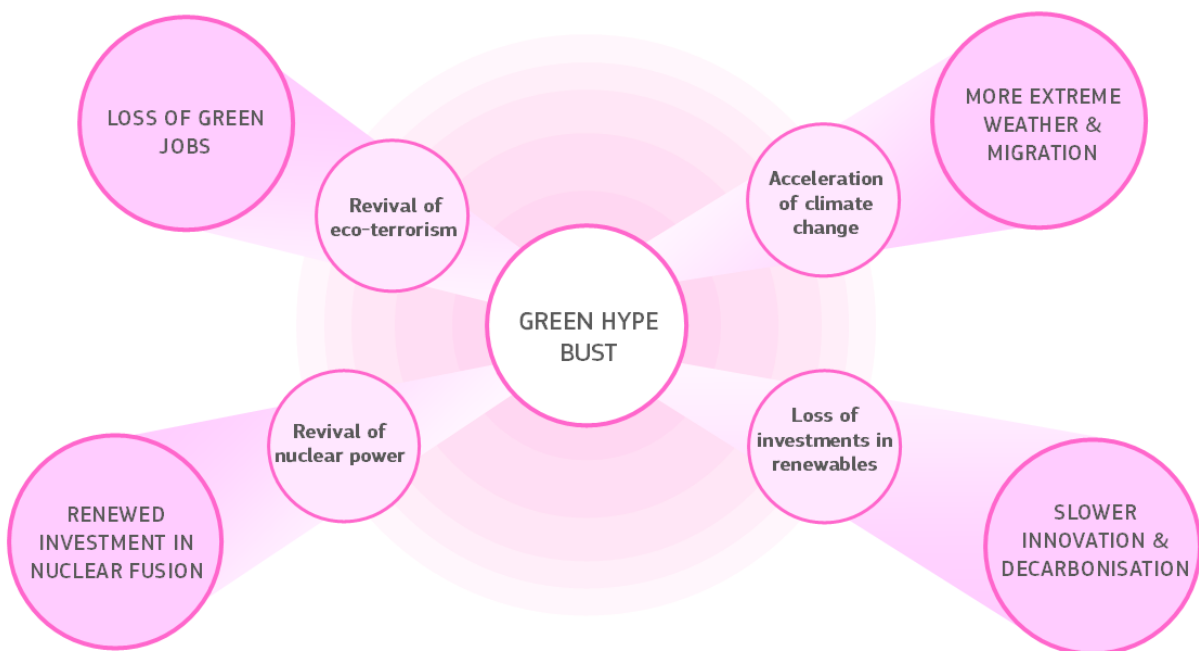 LOSS OF GREEN
JOBS
Revival of
eco-terrorism
MORE EXTREME
WEATHER &
MIGRATION
Acceleration
of climate
change
GREEN HYPE
BUST
Revival of
nuclear power
RENEWED
INVESTMENT IN
NUCLEAR FUSION
Loss of
investments in
renewables
SLOWER
INNOVATION &
DECARBONISATION